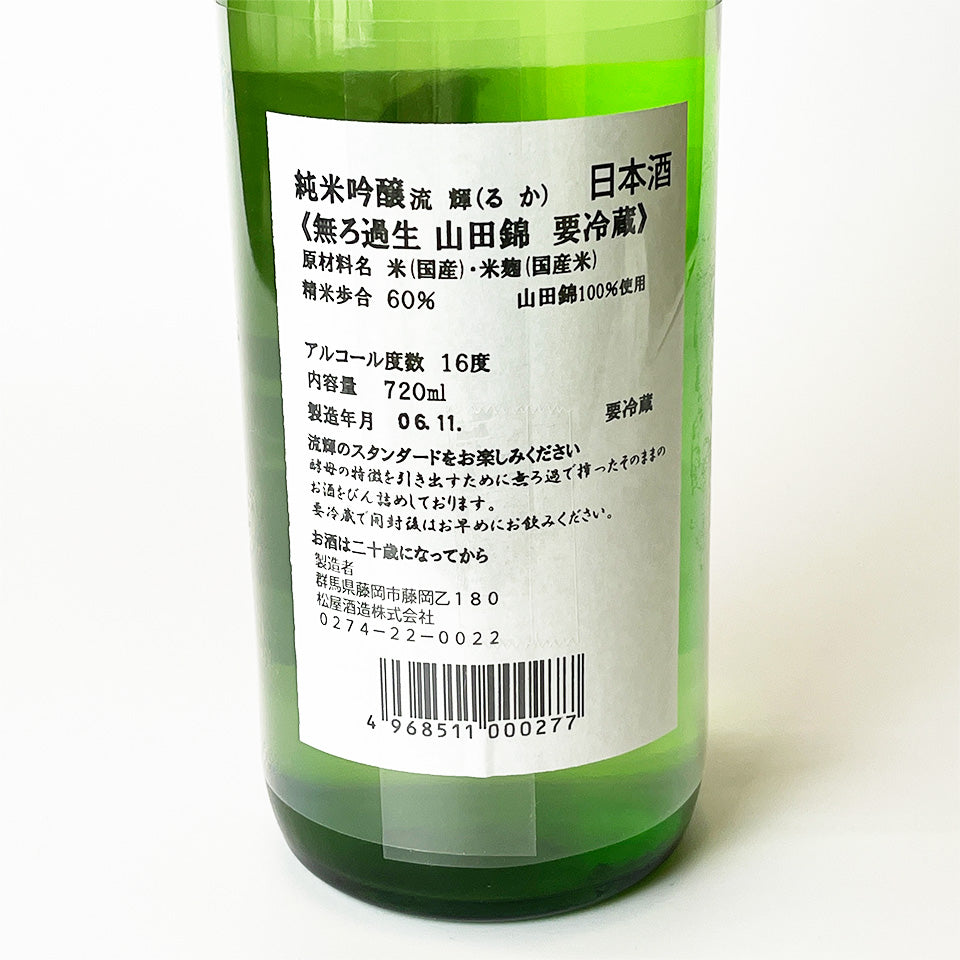 純米吟醸流 輝(る か) 日本酒
《無ろ過生 山田錦 要冷蔵》
原材料名 米(国産)・米麹(国産米)
精米歩合 60% 山田錦100%使用
アルコール度数 16度
内容量 720ml
製造年月 06.11. 要冷蔵
流輝のスタンダードをお楽しみください
酵母の特徴を引き出すために無ろ過で搾ったそのままの
お酒をびん詰めしております。
要冷蔵で開封後はお早めにお飲みください。
お酒は二十歳になってから
製造者
群馬県藤岡市藤岡乙180
松屋酒造株式会社
0274-22-0022
4 968511 000277